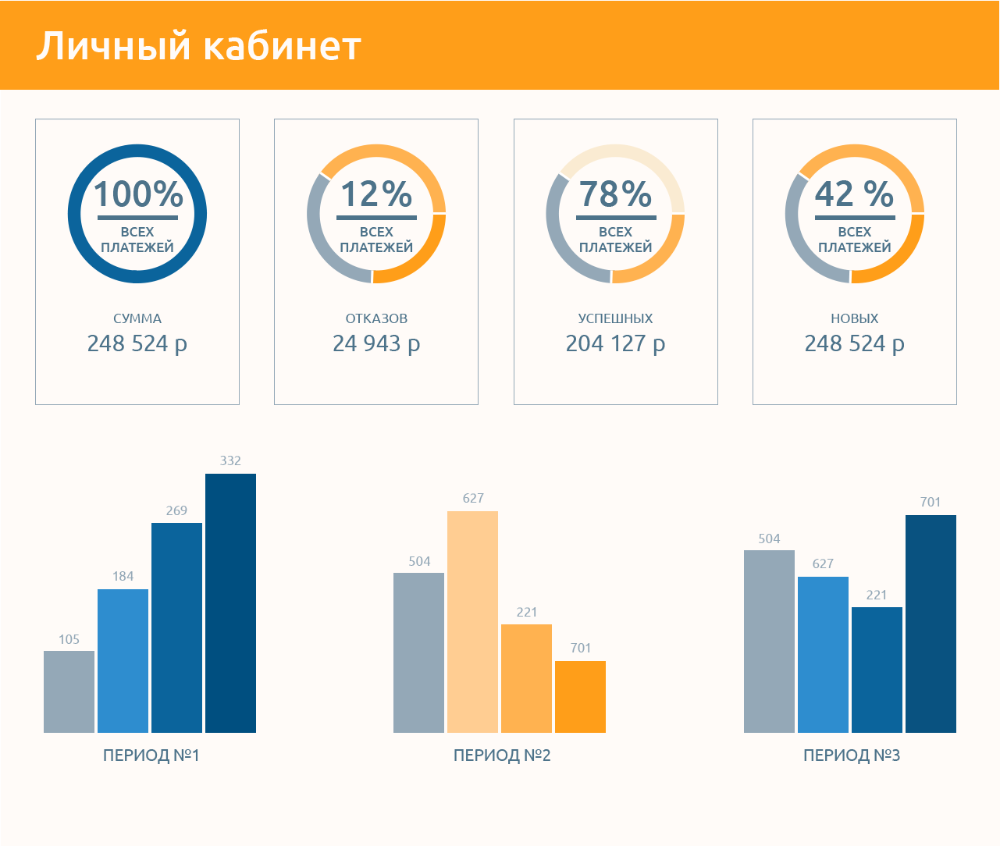 Личный кабинет
100%
ВСЕХ
ПЛАТЕЖЕЙ
СУММА
248 524 р
12%
ВСЕХ
ПЛАТЕЖЕЙ
ОТКАЗОВ
24 943 р
78%
ВСЕХ
ПЛАТЕЖЕЙ
УСПЕШНЫХ
204 127 р
42 %
ВСЕХ
ПЛАТЕЖЕЙ
НОВЫХ
248 524 р
105
184
269
332
ПЕРИОД №1
504
627
221
701
ПЕРИОД №2
504
627
221
701
ПЕРИОД №3